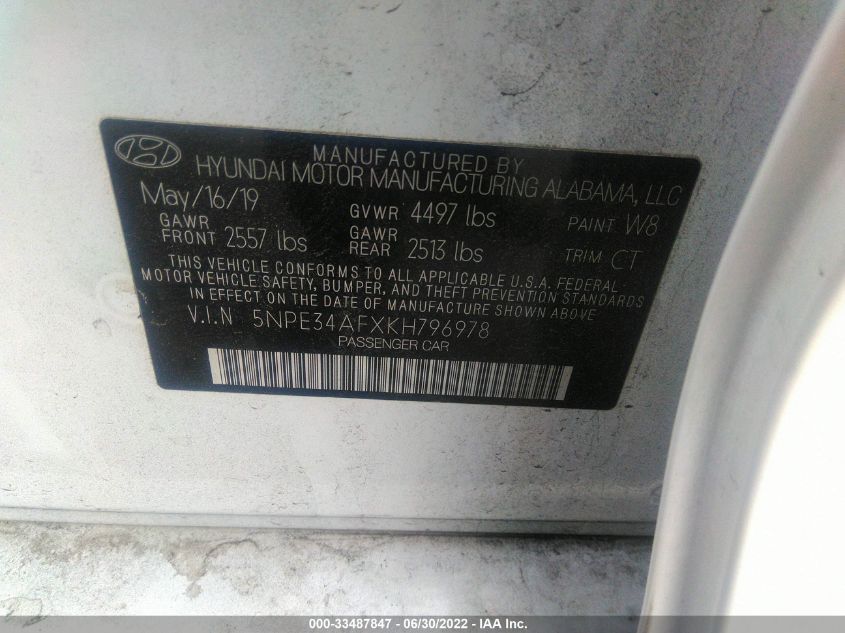 MANUFACTURED BY
HYUNDAI MOTOR MANUFACTURING ALABAMA, LLC
May/16/19 GVWR 4497 lbs PAINT W8
GAWR FRONT 2557 lbs GAWR REAR 2513 lbs TRIM CT
THIS VEHICLE CONFORMS TO ALL APPLICABLE U.S.A. FEDERAL
MOTOR VEHICLE SAFETY, BUMPER, AND THEFT PREVENTION STANDARDS
IN EFFECT ON THE DATE OF MANUFACTURE SHOWN ABOVE
V.I.N 5NPE34AFXKH796978
PASSENGER CAR
000-33487847 - 06/30/2022 - IAA Inc.